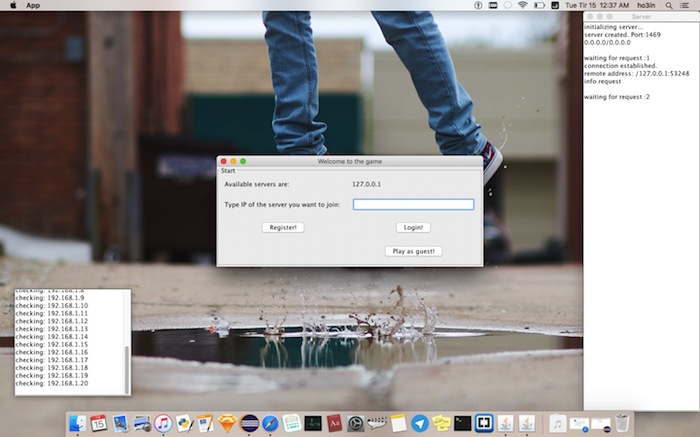 App
Tue Tir 15 12:37 AM ha3in
Server
initializing server...
server created. Port:1469
0.0.0.0/0.0.0.0
waiting for request :1
connection established.
remote address: /127.0.0.1:53248
info request
waiting for request :2
Welcome to the game
Start
Available servers are: 127.0.0.1
Type IP of the server you want to join:
Register! Login!
Play as guest!
checking: 192.168.1.8
checking: 192.168.1.9
checking: 192.168.1.10
checking: 192.168.1.11
checking: 192.168.1.12
checking: 192.168.1.13
checking: 192.168.1.14
checking: 192.168.1.15
checking: 192.168.1.16
checking: 192.168.1.17
checking: 192.168.1.18
checking: 192.168.1.19
checking: 192.168.1.20
15
Aa